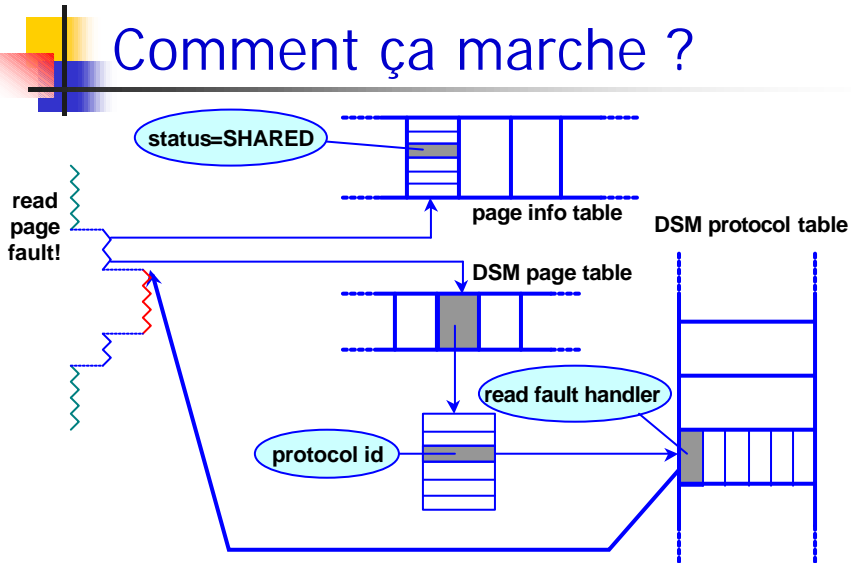 Comment ça marche ?
status=SHARED
read
page
fault!
page info table
DSM protocol table
DSM page table
read fault handler
protocol id